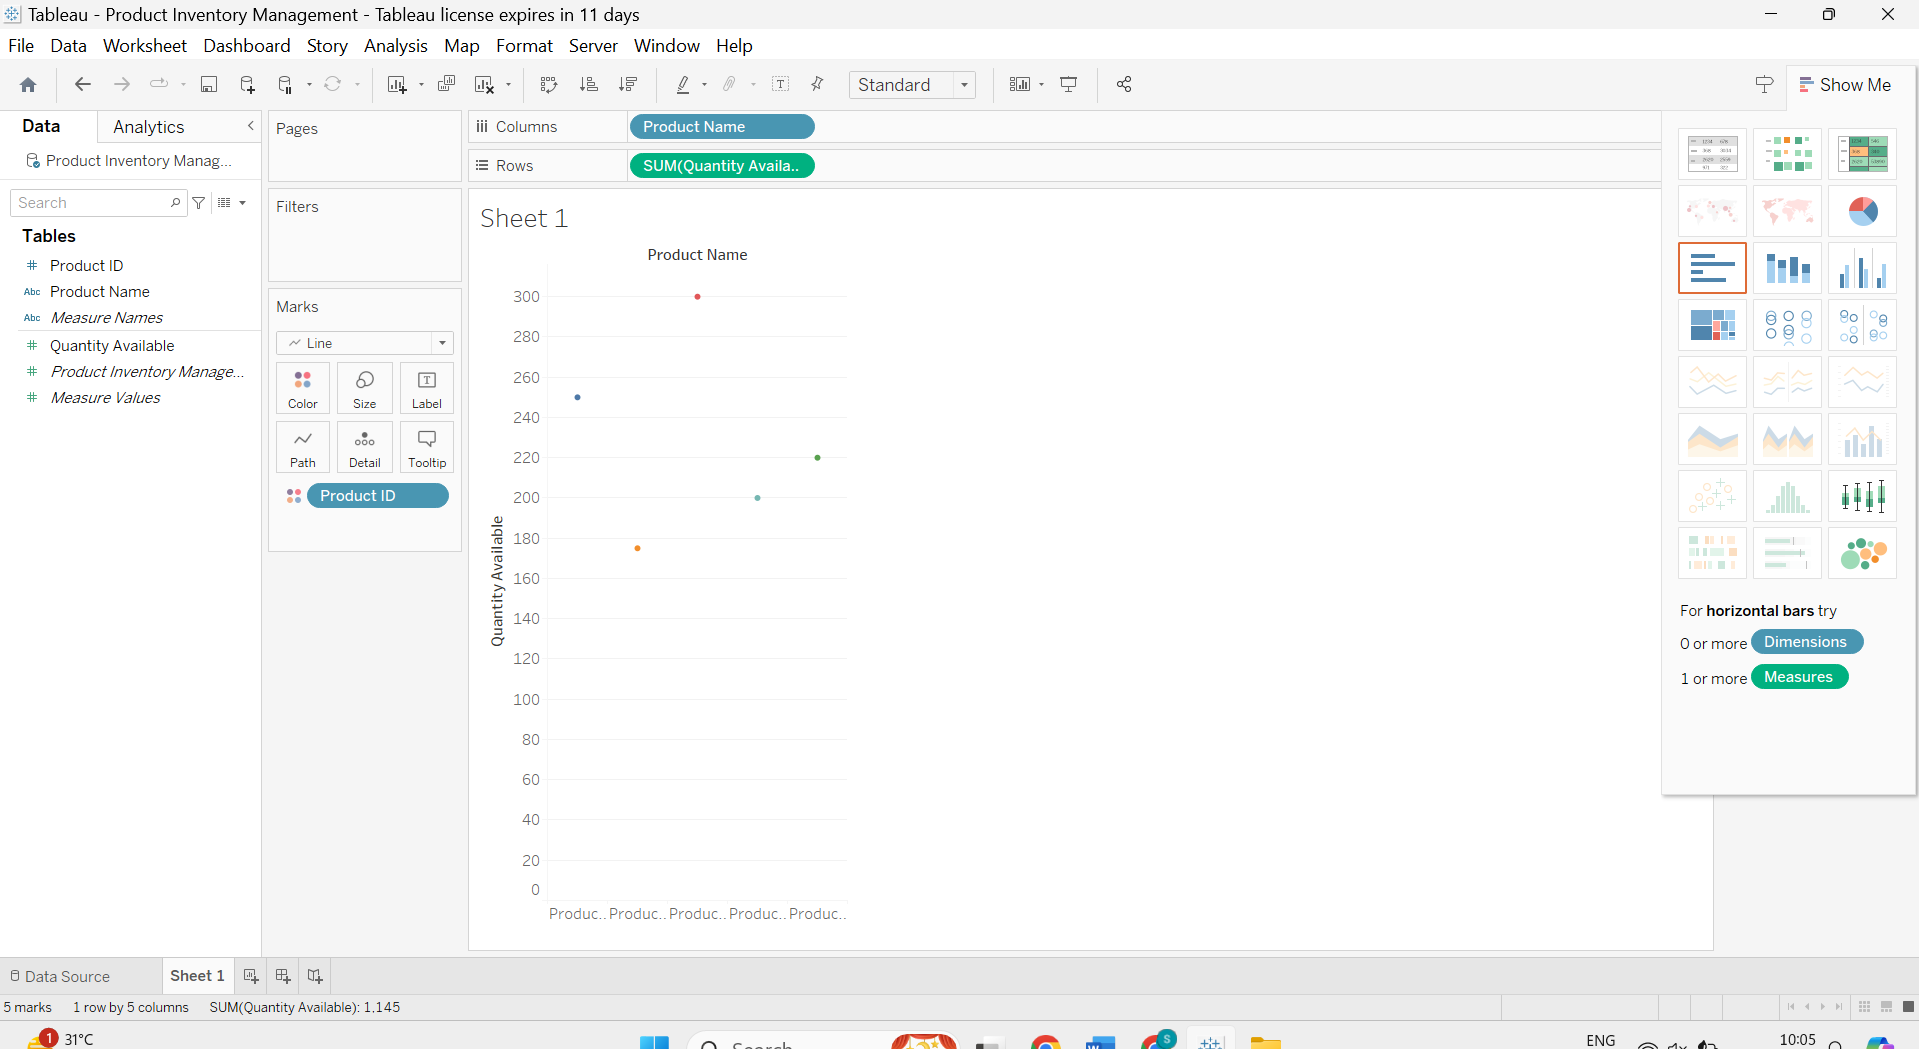 Tableau - Product Inventory Management - Tableau license expires in 11 days
File Data Worksheet Dashboard Story Analysis Map Format Server Window Help
Standard
Show Me
Data
Analytics
Product Inventory Manag...
Search
Tables
Product ID
Abc Product Name
Abc Measure Names
Quantity Available
Product Inventory Manage...
Measure Values
Pages
Filters
Marks
Line
Color Size Label
Path Detail Tooltip
Product ID
Columns Product Name
Rows SUM(Quantity Availa..
Sheet 1
Product Name
Quantity Available
300
280
260
240
220
200
180
160
140
120
100
80
60
40
20
0
Produc.. Produc.. Produc.. Produc.. Produc..
For horizontal bars try
0 or more Dimensions
1 or more Measures
Data Source Sheet 1
5 marks 1 row by 5 columns SUM(Quantity Available): 1,145
1 31°C
Search
S
ENG
10:05